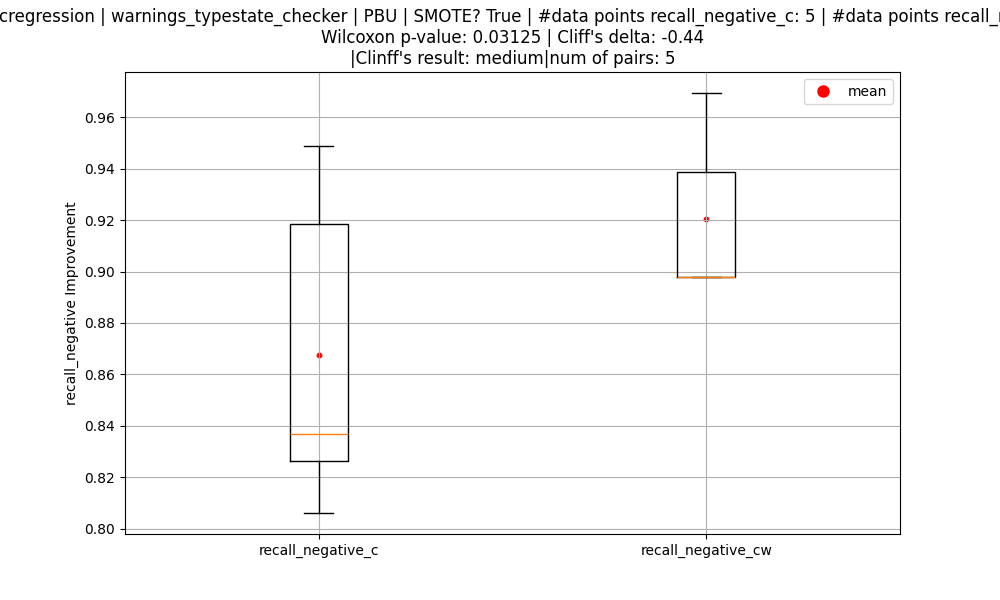 cregression | warnings_typestate_checker | PBU | SMOTE? True | #data points recall_negative_c: 5 | #data points
Wilcoxon p-value: 0.03125 | Cliff's delta: -0.44
|Clinff's result: medium|num of pairs: 5
mean
recall_negative Improvement
0.96
0.94
0.92
0.90
0.88
0.86
0.84
0.82
0.80
recall_negative_c
recall_negative_cw